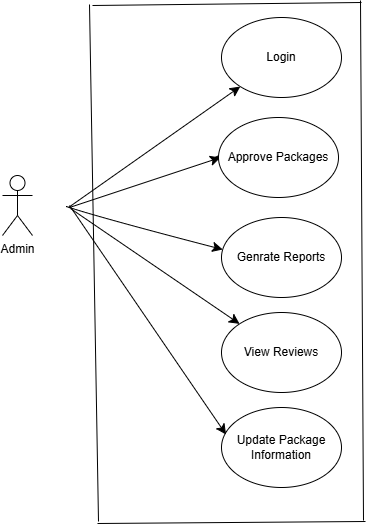 Login
Approve Packages
Admin
Genrate Reports
View Reviews
Update Package
Information